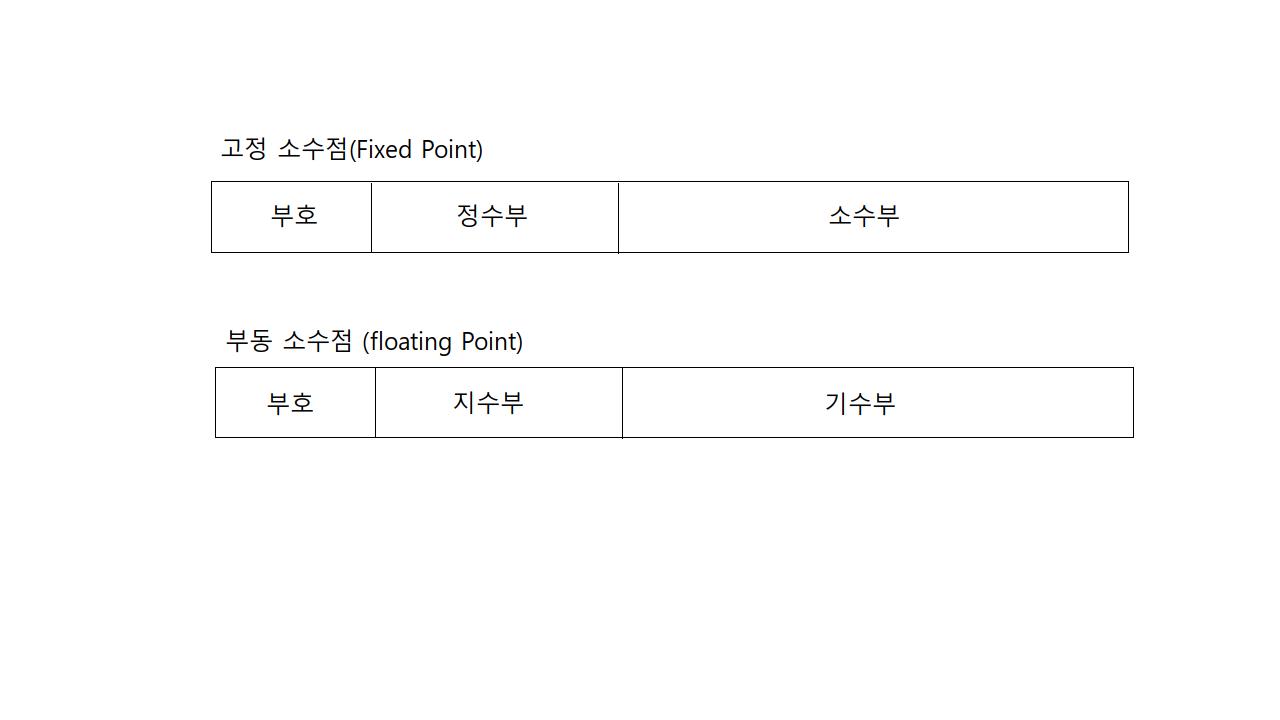 고정 소수점(Fixed Point)
부호 정수부 소수부
부동 소수점 (floating Point)
부호 지수부 기수부